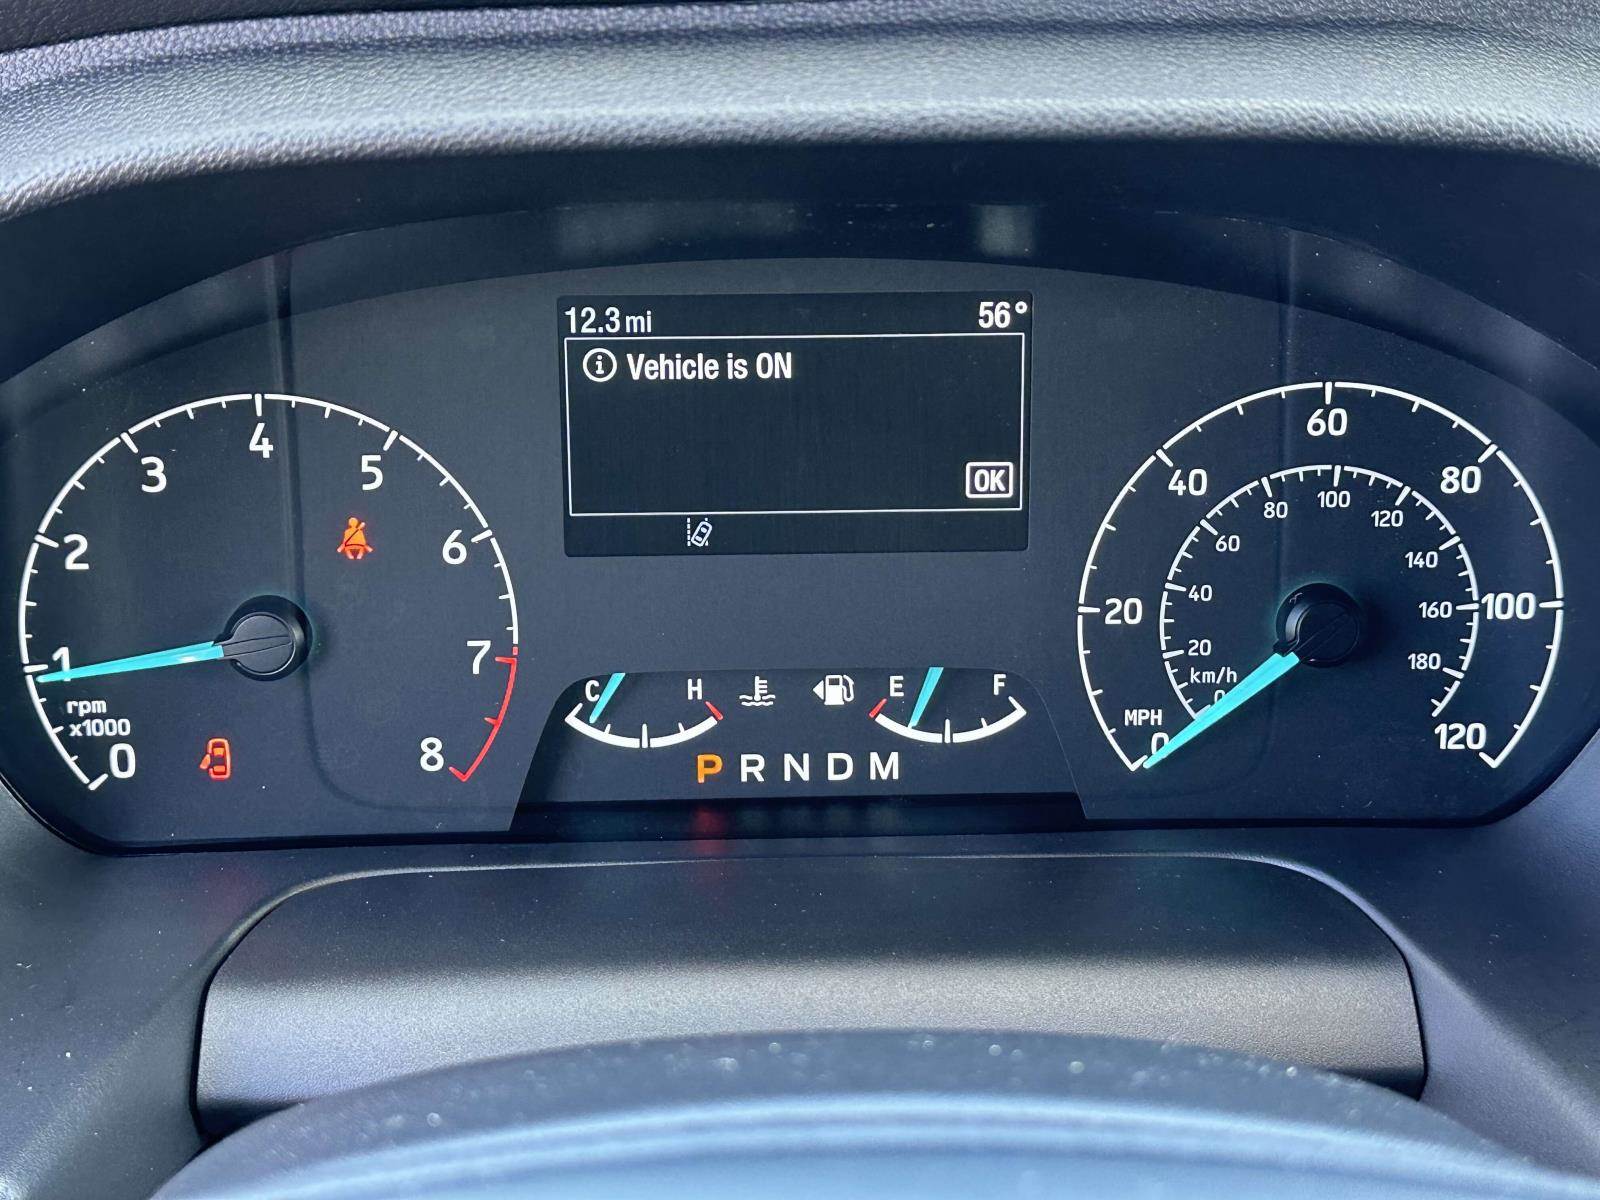 12.3 mi 56°
i Vehicle is ON
OK
0 1 2 3 4 5 6 7 8
rpm
x1000
C H
E F
P R N D M
0 20 40 60 80 100 120
MPH
0 20 40 60 80 100 120 140 160 180
km/h